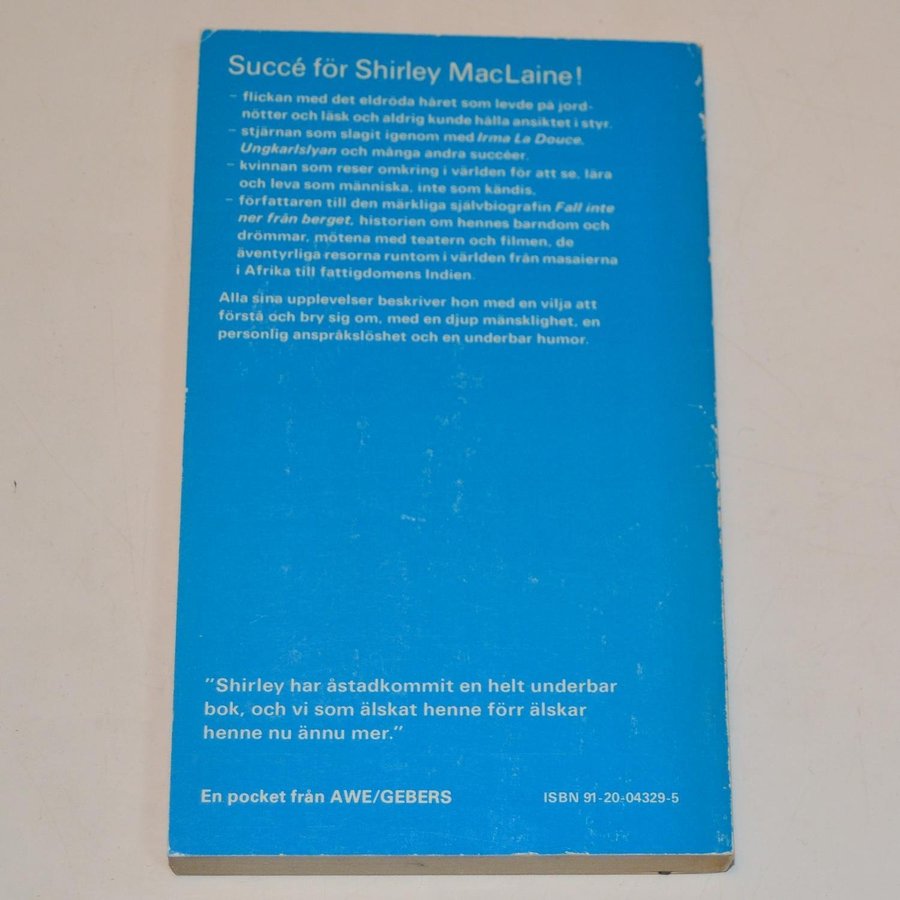 Succé för Shirley MacLaine!
– flickan med det eldröda håret som levde på jord-
nötter och läsk och aldrig kunde hålla ansiktet i styr.
– stjärnan som slagit igenom med Irma La Douce,
Ungkarlslyan och många andra succéer.
– kvinnan som reser omkring i världen för att se, lära
och leva som människa, inte som kändis.
– författaren till den märkliga självbiografin Fall inte
ner från berget, historien om hennes barndom och
drömmar, mötena med teatern och filmen, de
äventyrliga resorna runtom i världen från masaierna
i Afrika till fattigdomens Indien.
Alla sina upplevelser beskriver hon med en vilja att
förstå och bry sig om, med en djup mänsklighet, en
personlig anspråkslöshet och en underbar humor.
"Shirley har åstadkommit en helt underbar
bok, och vi som älskat henne förr älskar
henne nu ännu mer."
En pocket från AWE/GEBERS
ISBN 91-20-04329-5